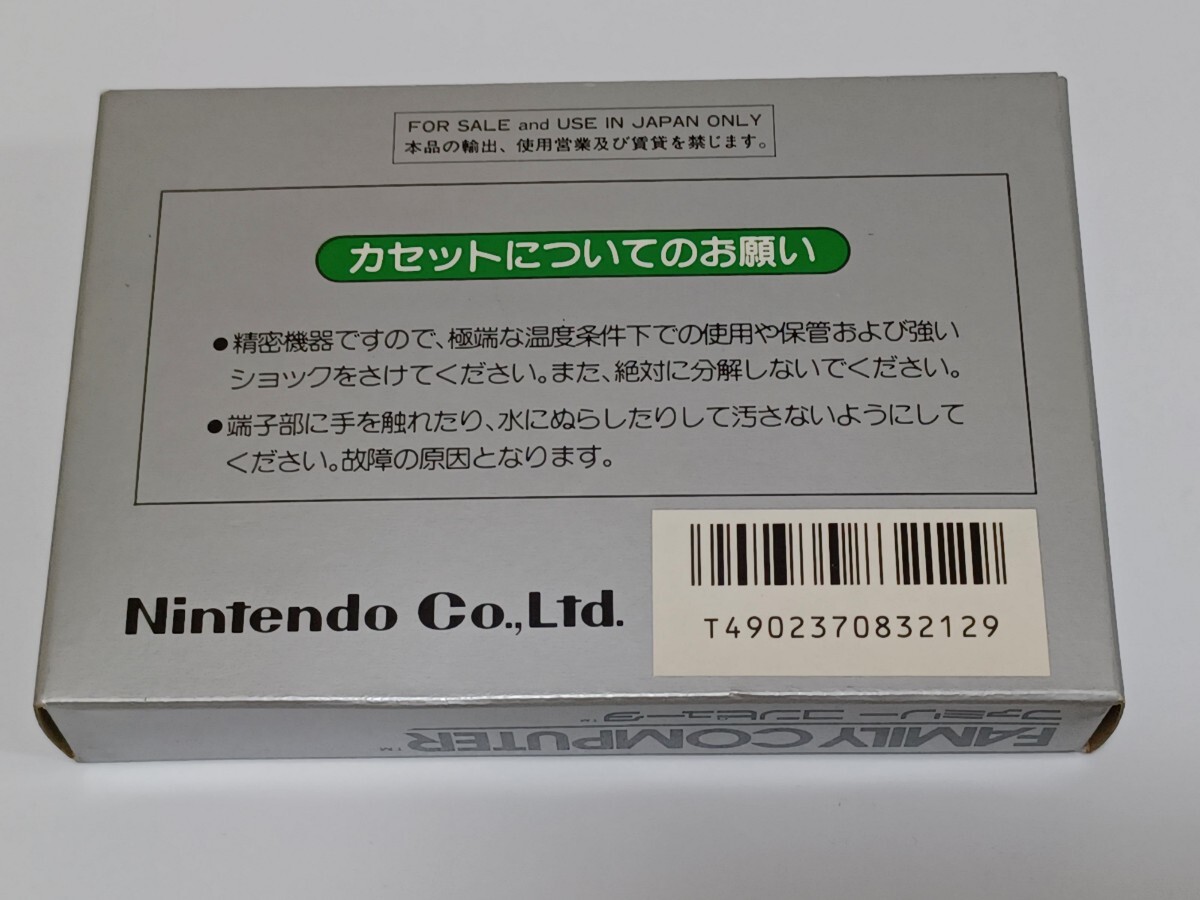 FOR SALE and USE IN JAPAN ONLY
本品の輸出、使用営業及び賃貸を禁じます。
カセットについてのお願い
●精密機器ですので、極端な温度条件下での使用や保管および強い
ショックをさけてください。また、絶対に分解しないでください。
●端子部に手を触れたり、水にぬらしたりして汚さないようにして
ください。故障の原因となります。
Nintendo Co.,Ltd.
T4902370832129
FAMILY COMPUTER™
ファミリーコンピュータ™